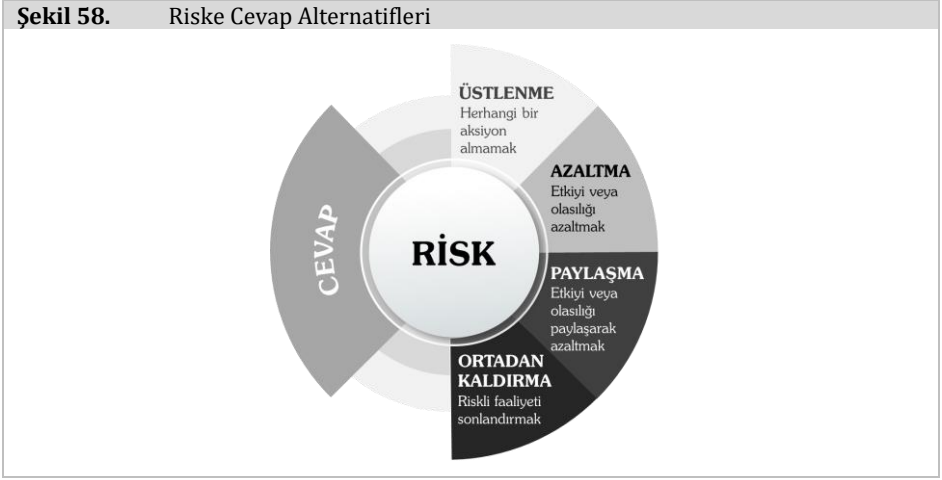 Şekil 58. Riske Cevap Alternatifleri
ÜSTLENME
Herhangi bir
aksiyon
almamak
AZALTMA
Etkiyi veya
olasılığı
azaltmak
CEVAP
RİSK
PAYLAŞMA
Etkiyi veya
olasılığı
paylaşarak
azaltmak
ORTADAN
KALDIRMA
Riskli faaliyeti
sonlandırmak